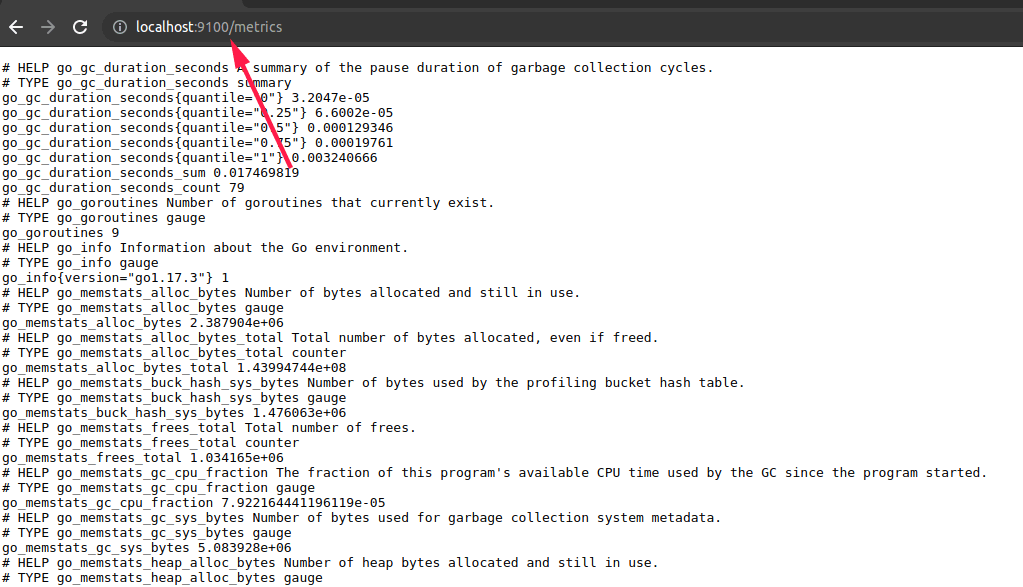 localhost:9100/metrics
# HELP go_gc_duration_seconds A summary of the pause duration of garbage collection cycles.
# TYPE go_gc_duration_seconds summary
go_gc_duration_seconds{quantile="0"} 3.2047e-05
go_gc_duration_seconds{quantile="0.25"} 6.6002e-05
go_gc_duration_seconds{quantile="0.5"} 0.000129346
go_gc_duration_seconds{quantile="0.75"} 0.00019761
go_gc_duration_seconds{quantile="1"} 0.003240666
go_gc_duration_seconds_sum 0.017469819
go_gc_duration_seconds_count 79
# HELP go_goroutines Number of goroutines that currently exist.
# TYPE go_goroutines gauge
go_goroutines 9
# HELP go_info Information about the Go environment.
# TYPE go_info gauge
go_info{version="go1.17.3"} 1
# HELP go_memstats_alloc_bytes Number of bytes allocated and still in use.
# TYPE go_memstats_alloc_bytes gauge
go_memstats_alloc_bytes 2.387904e+06
# HELP go_memstats_alloc_bytes_total Total number of bytes allocated, even if freed.
# TYPE go_memstats_alloc_bytes_total counter
go_memstats_alloc_bytes_total 1.43994744e+08
# HELP go_memstats_buck_hash_sys_bytes Number of bytes used by the profiling bucket hash table.
# TYPE go_memstats_buck_hash_sys_bytes gauge
go_memstats_buck_hash_sys_bytes 1.476063e+06
# HELP go_memstats_frees_total Total number of frees.
# TYPE go_memstats_frees_total counter
go_memstats_frees_total 1.034165e+06
# HELP go_memstats_gc_cpu_fraction The fraction of this program's available CPU time used by the GC since the program started.
# TYPE go_memstats_gc_cpu_fraction gauge
go_memstats_gc_cpu_fraction 7.922164441196119e-05
# HELP go_memstats_gc_sys_bytes Number of bytes used for garbage collection system metadata.
# TYPE go_memstats_gc_sys_bytes gauge
go_memstats_gc_sys_bytes 5.083928e+06
# HELP go_memstats_heap_alloc_bytes Number of heap bytes allocated and still in use.
# TYPE go_memstats_heap_alloc_bytes gauge